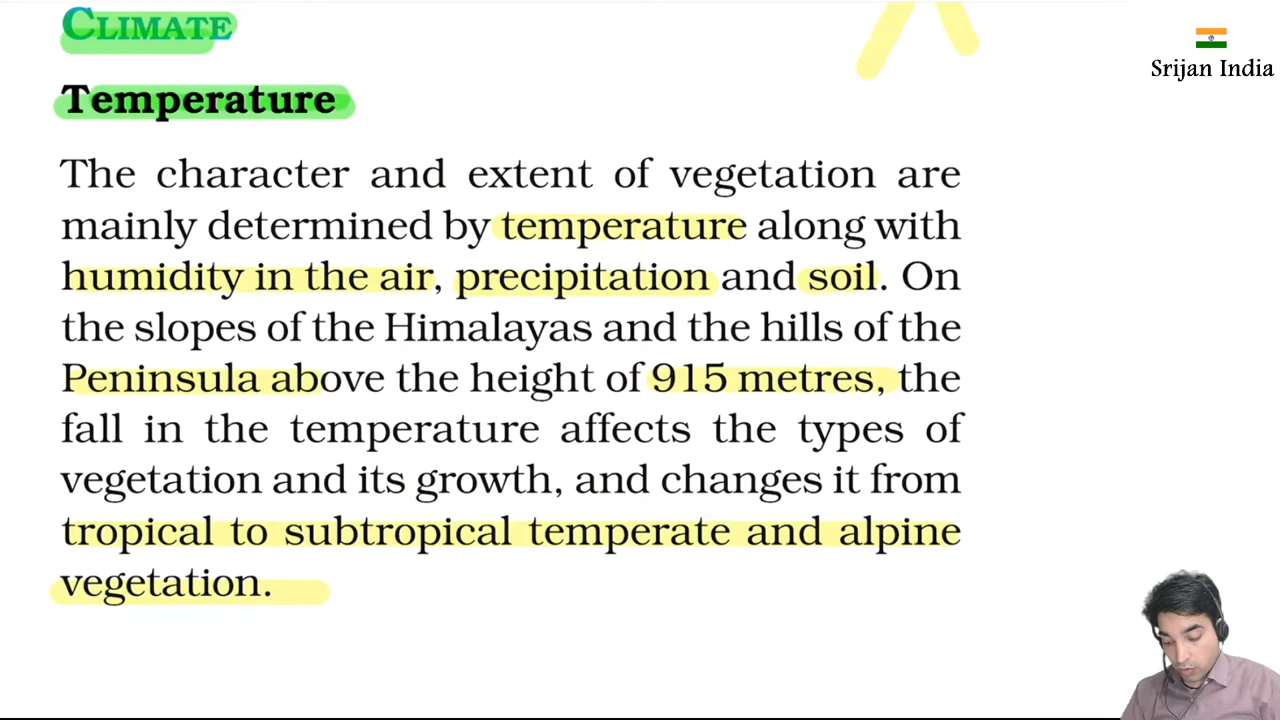 CLIMATE
Srijan India
Temperature
The character and extent of vegetation are
mainly determined by temperature along with
humidity in the air, precipitation and soil. On
the slopes of the Himalayas and the hills of the
Peninsula above the height of 915 metres, the
fall in the temperature affects the types of
vegetation and its growth, and changes it from
tropical to subtropical temperate and alpine
vegetation.